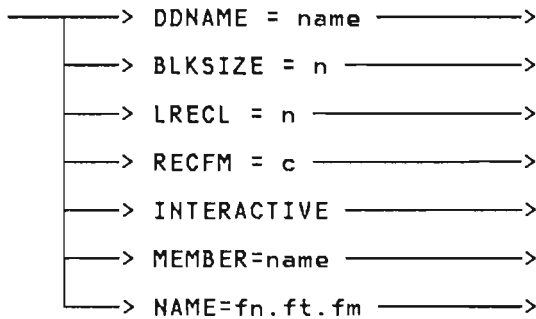 DDNAME = name
BLKSIZE = n
LRECL = n
RECFM = c
INTERACTIVE
MEMBER=name
NAME=fn.ft.fm